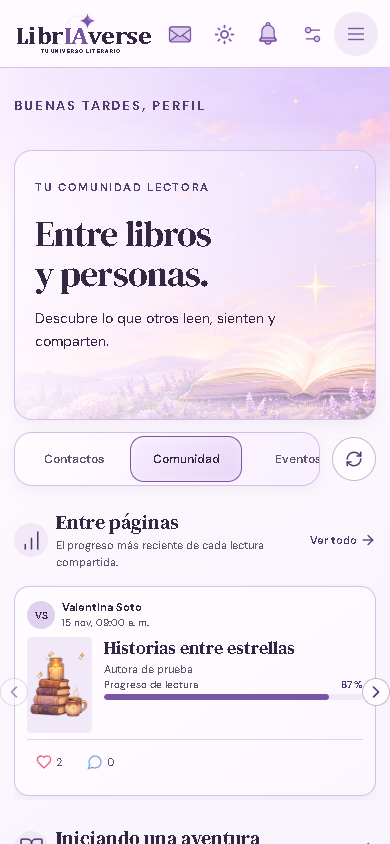 LibrIAverse
TU UNIVERSO LITERARIO
BUENAS TARDES, PERFIL
TU COMUNIDAD LECTORA
Entre libros
y personas.
Descubre lo que otros leen, sienten y
comparten.
Contactos
Comunidad
Eventos
Entre páginas
El progreso más reciente de cada lectura
compartida.
Ver todo
VS
Valentina Soto
15 nov, 09:00 a. m.
Historias entre estrellas
Autora de prueba
Progreso de lectura
87%
2
0
Iniciando una aventura